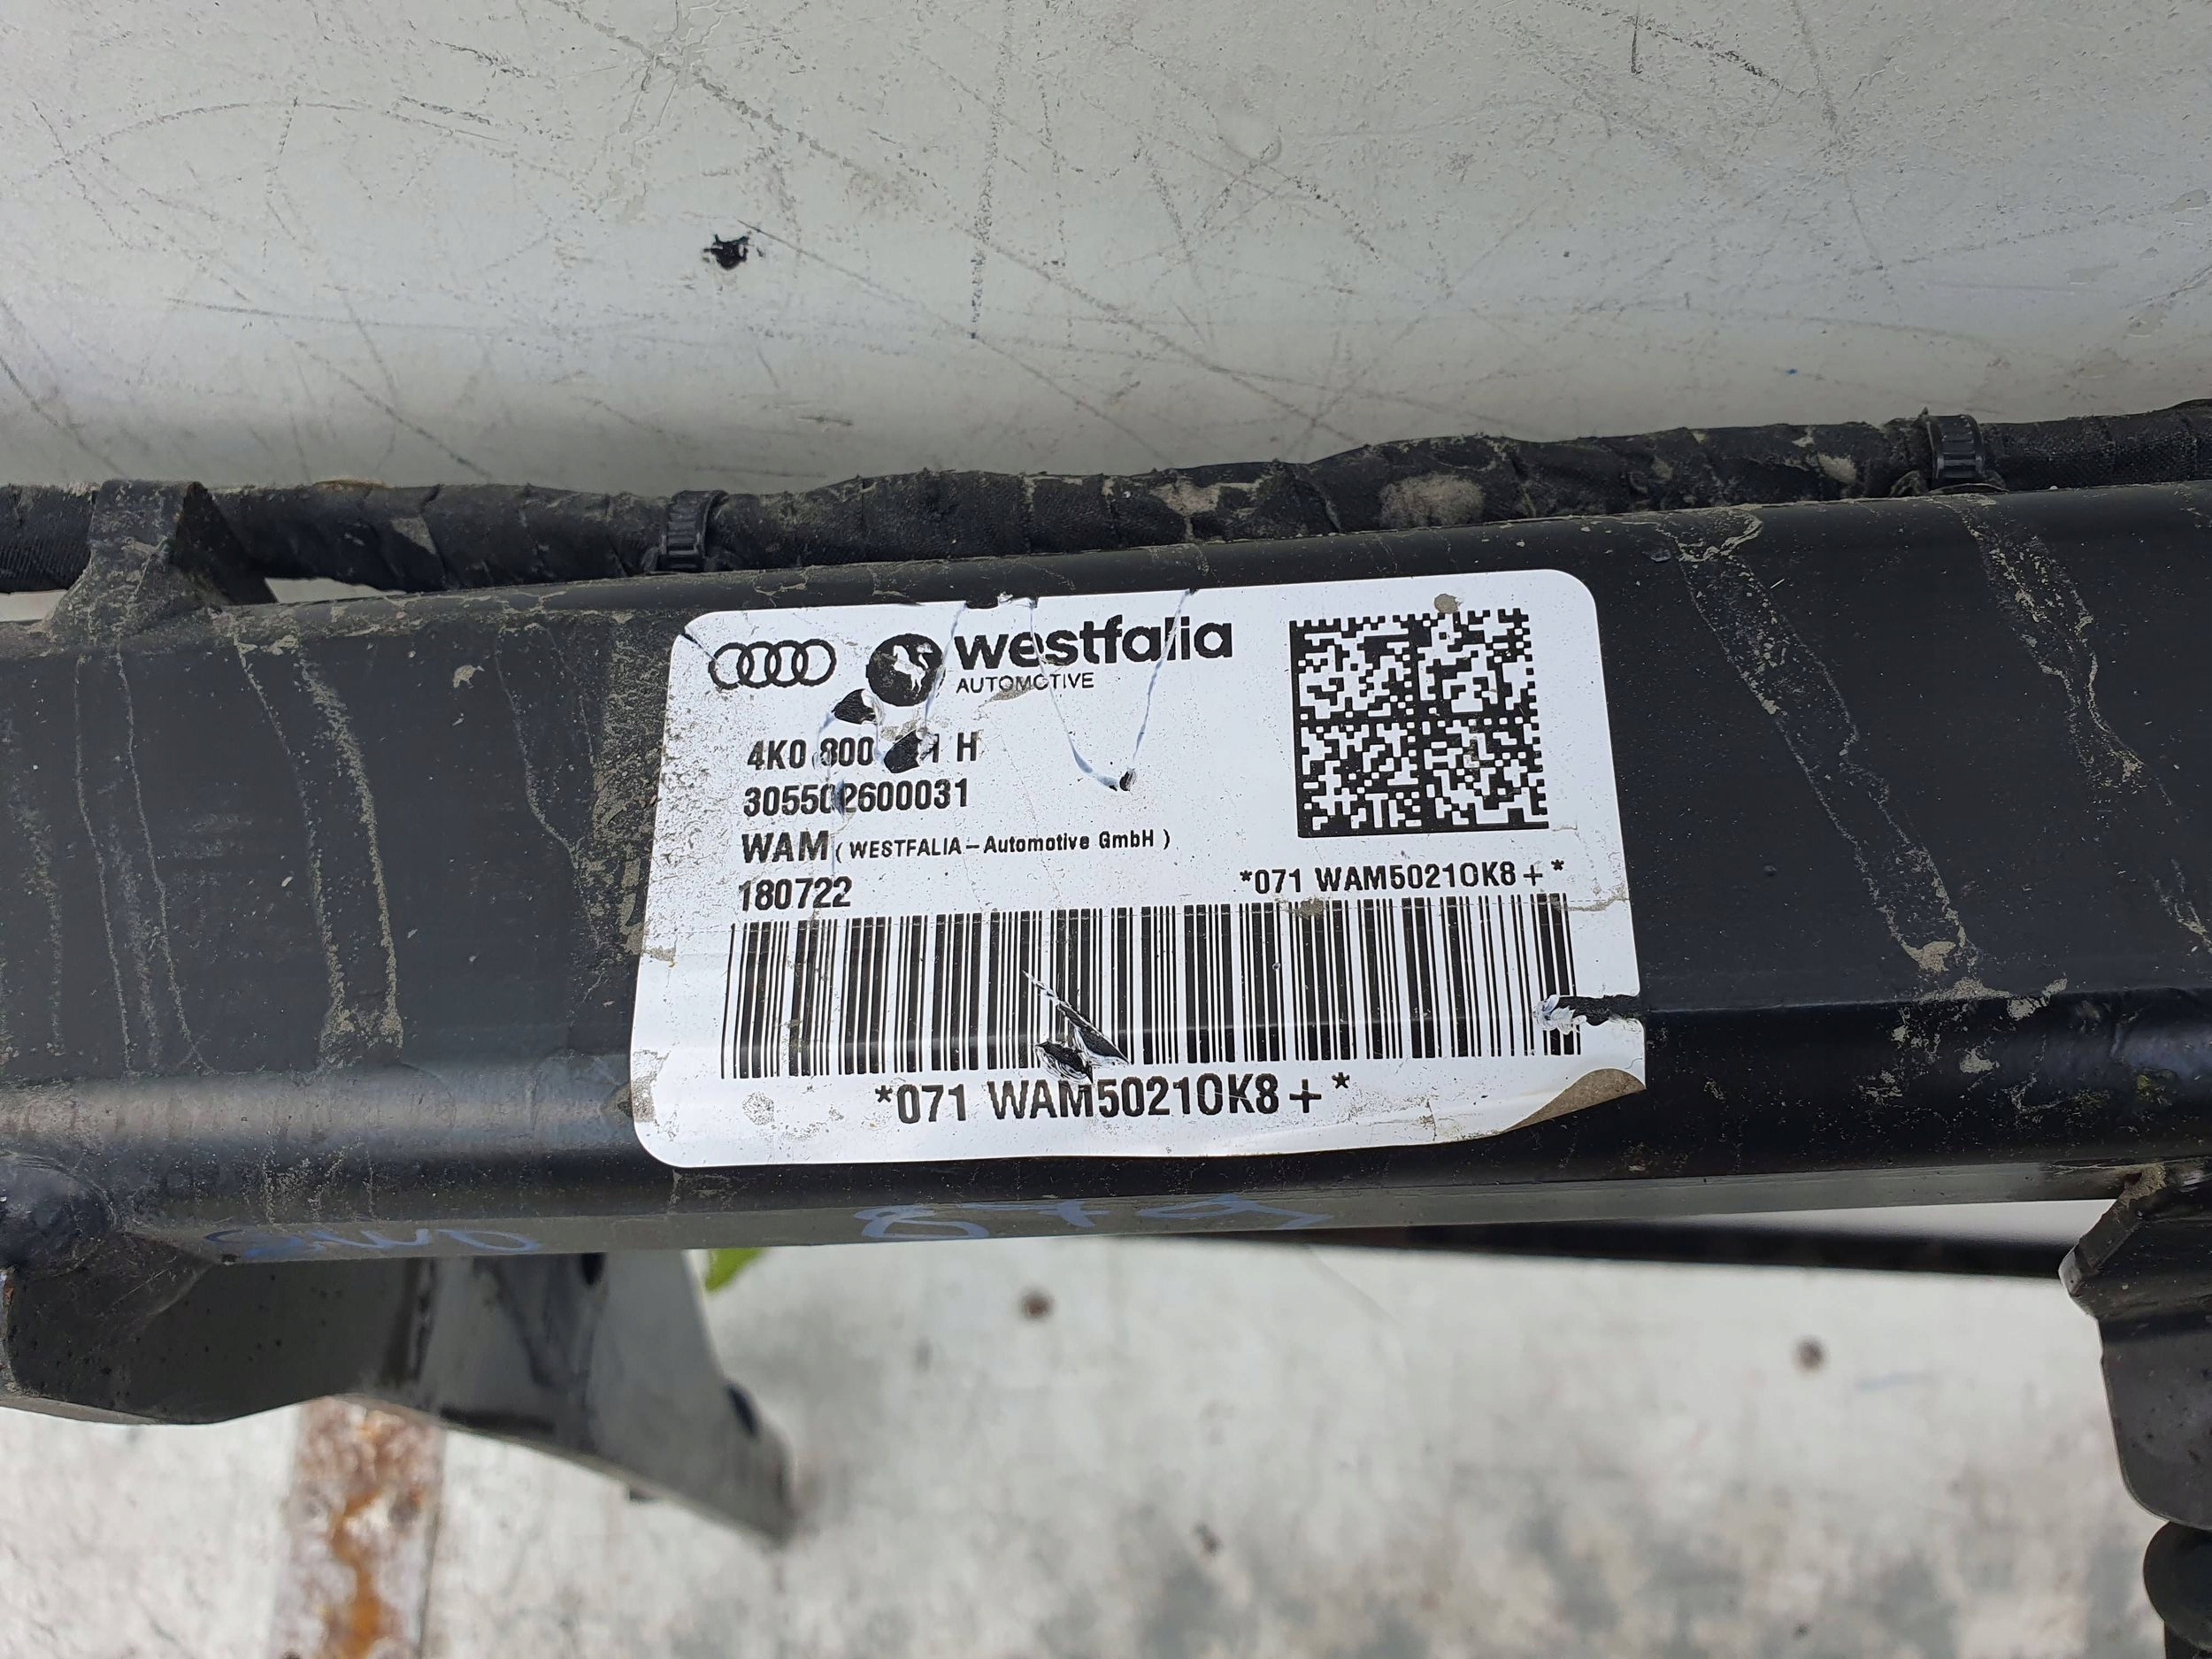 westfalia
AUTOMOTIVE
4K0 800 H
305502600031
WAM ( WESTFALIA-Automotive GmbH )
180722
*071 WAM50210K8+*
*071 WAM50210K8+*